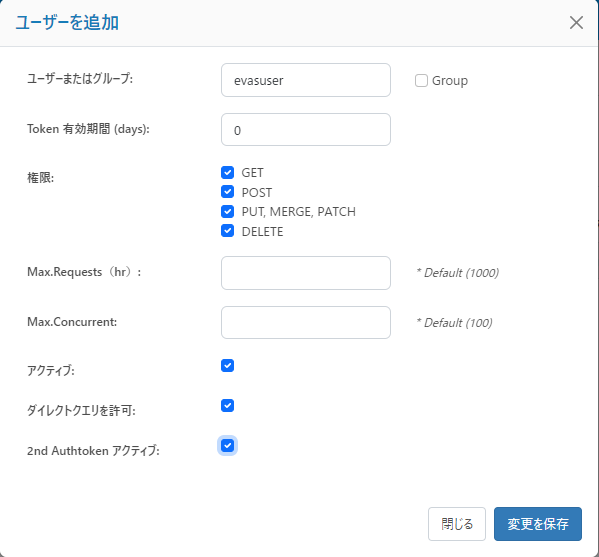 ユーザーを追加
ユーザーまたはグループ: evasuser Group
Token 有効期間 (days): 0
権限: GET
POST
PUT, MERGE, PATCH
DELETE
Max.Requests（hr）: * Default (1000)
Max.Concurrent: * Default (100)
アクティブ:
ダイレクトクエリを許可:
2nd Authtoken アクティブ:
閉じる 変更を保存